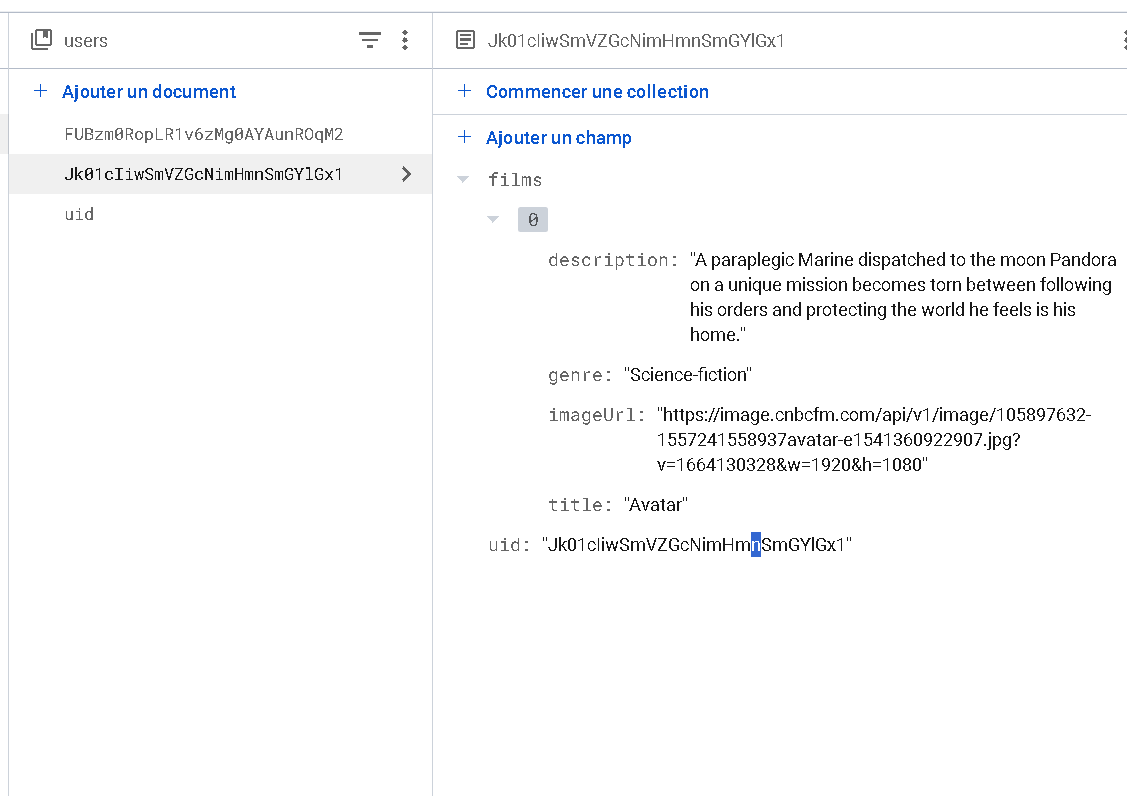 users
Jk01cIiwSmVZGcNimHmnSmGYlGx1
Ajouter un document
Commencer une collection
FUBzm0RopLR1v6zMg0AYAunROqM2
Ajouter un champ
Jk01cIiwSmVZGcNimHmnSmGYlGx1
films
uid
0
description: "A paraplegic Marine dispatched to the moon Pandora
on a unique mission becomes torn between following
his orders and protecting the world he feels is his
home."
genre: "Science-fiction"
imageUrl: "https://image.cnbcfm.com/api/v1/image/105897632-
1557241558937avatar-e1541360922907.jpg?
v=1664130328&w=1920&h=1080"
title: "Avatar"
uid: "Jk01cIiwSmVZGcNimHmnSmGYlGx1"